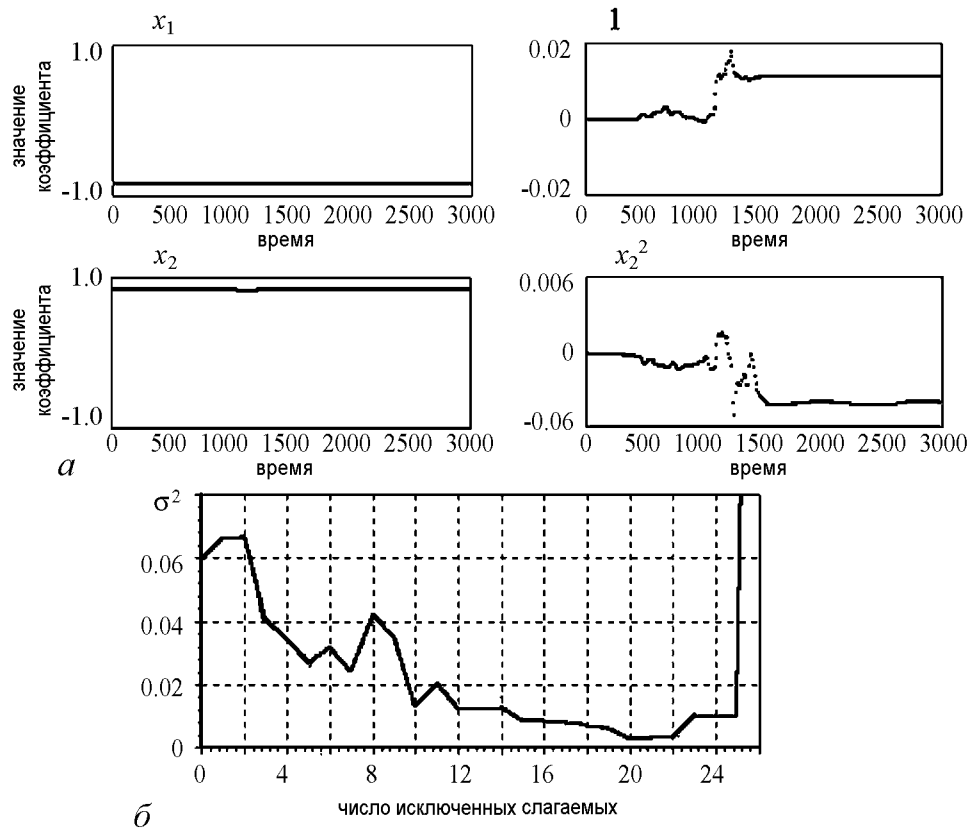 x₁
1
1.0
значение
коэффициента
-1.0
0 500 1000 1500 2000 2500 3000
время
0.02
0
-0.02
0 500 1000 1500 2000 2500 3000
время
x₂
x₂²
1.0
значение
коэффициента
-1.0
0 500 1000 1500 2000 2500 3000
время
0.006
0
-0.06
0 500 1000 1500 2000 2500 3000
время
а
σ²
0.06
0.04
0.02
0
0 4 8 12 16 20 24
число исключенных слагаемых
б